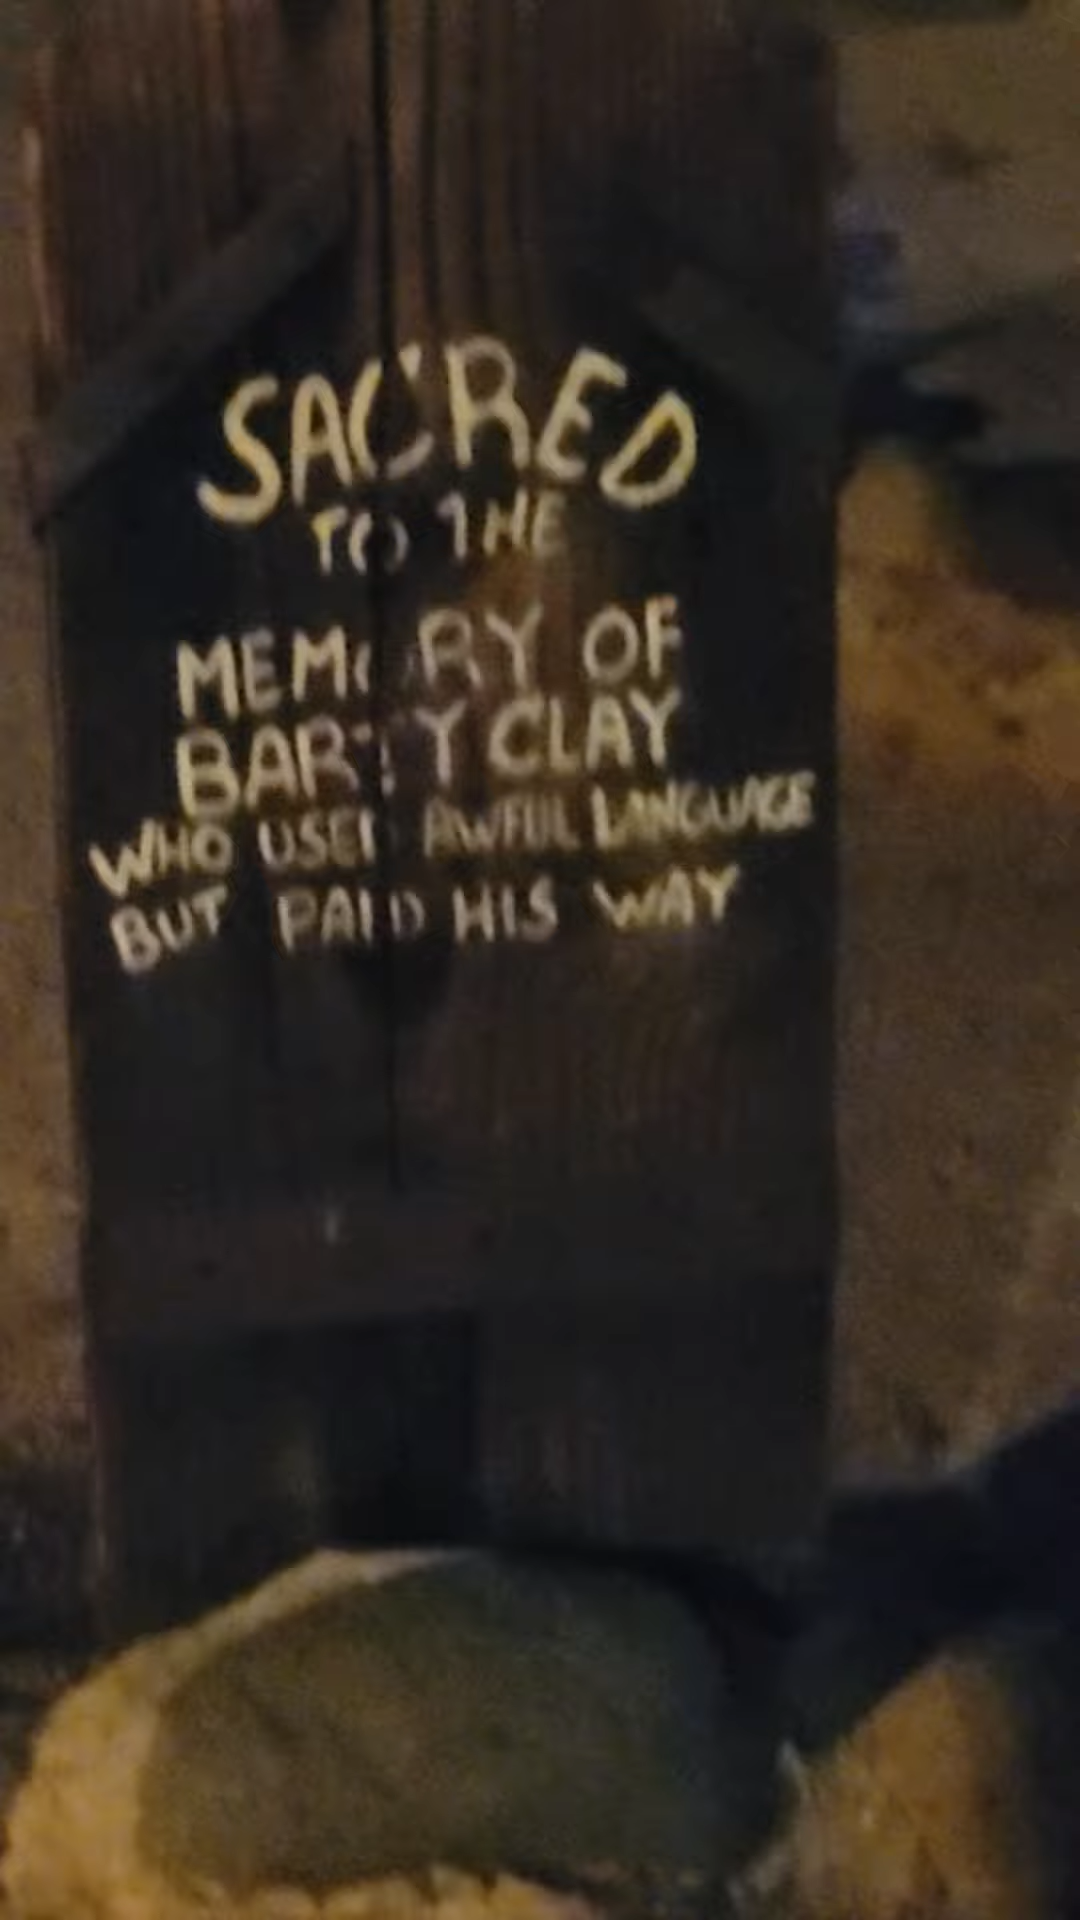 SACRED
TO THE
MEMORY OF
BARTY CLAY
WHO USED AWFUL LANGUAGE
BUT PAID HIS WAY